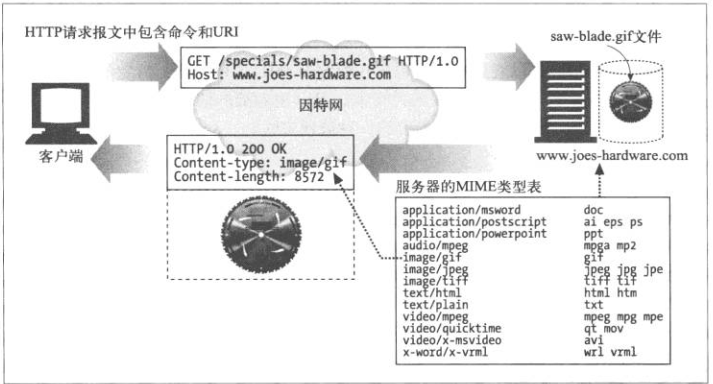 HTTP请求报文中包含命令和URI
saw-blade.gif文件
GET /specials/saw-blade.gif HTTP/1.0
Host: www.joes-hardware.com
因特网
客户端
HTTP/1.0 200 OK
Content-type: image/gif
Content-length: 8572
www.joes-hardware.com
服务器的MIME类型表
application/msword doc
application/postscript ai eps ps
application/powerpoint ppt
audio/mpeg mpga mp2
image/gif gif
image/jpeg jpeg jpg jpe
image/tiff tiff tif
text/html html htm
text/plain txt
video/mpeg mpeg mpg mpe
video/quicktime qt mov
video/x-msvideo avi
x-word/x-vrml wrl vrml